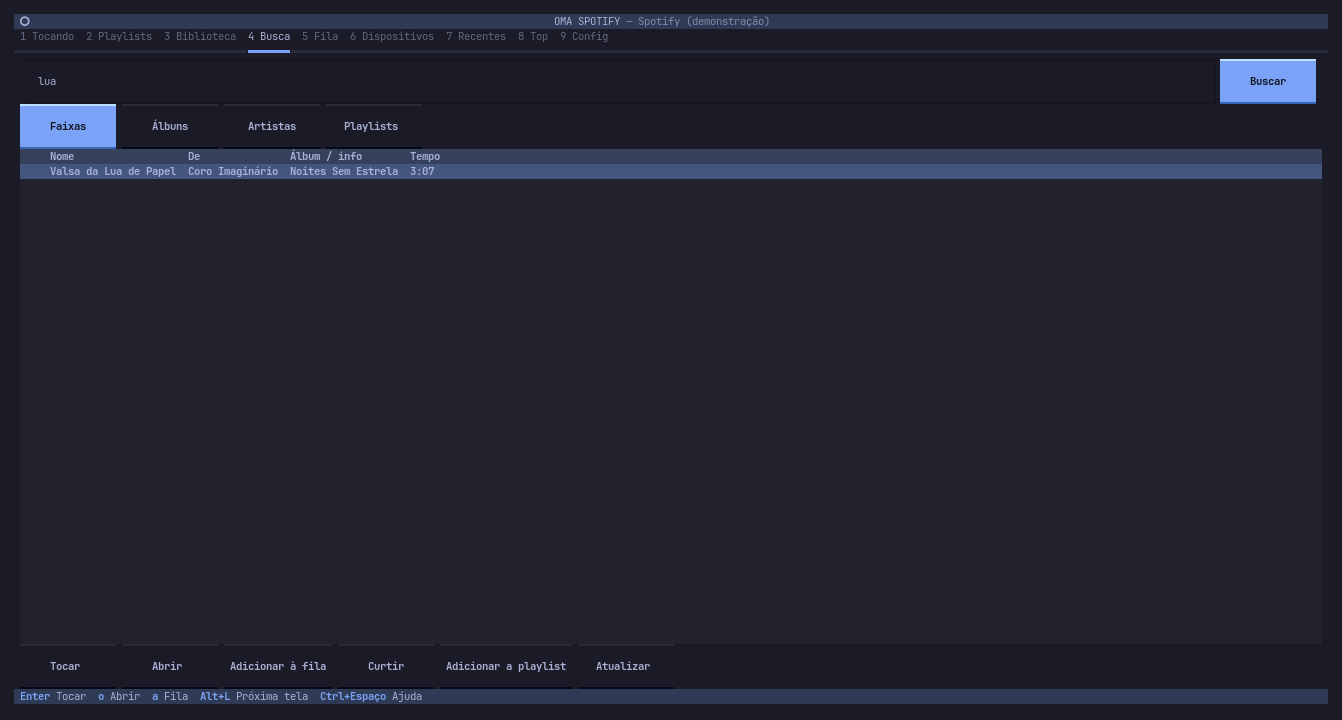 OMA SPOTIFY — Spotify (demonstração)
1 Tocando 2 Playlists 3 Biblioteca 4 Busca 5 Fila 6 Dispositivos 7 Recentes 8 Top 9 Config
lua Buscar
Faixas Álbuns Artistas Playlists
Nome De Álbum / info Tempo
Valsa da Lua de Papel Coro Imaginário Noites Sem Estrela 3:07
Tocar Abrir Adicionar à fila Curtir Adicionar a playlist Atualizar
Enter Tocar o Abrir a Fila Alt+L Próxima tela Ctrl+Espaço Ajuda